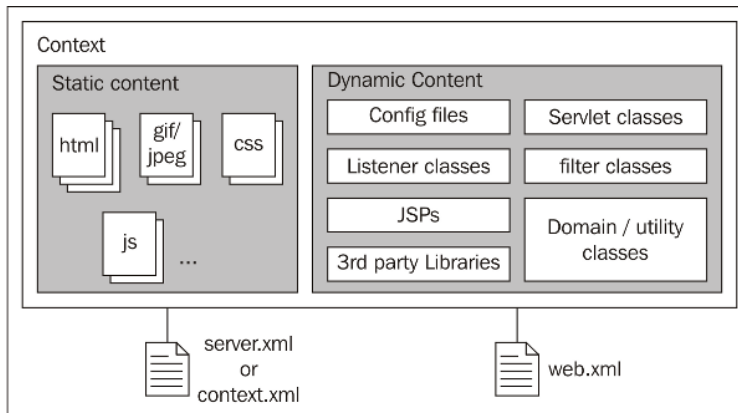 Context
Static content
html
gif/
jpeg
css
js
...
Dynamic Content
Config files
Servlet classes
Listener classes
filter classes
JSPs
Domain / utility
classes
3rd party Libraries
server.xml
or
context.xml
web.xml